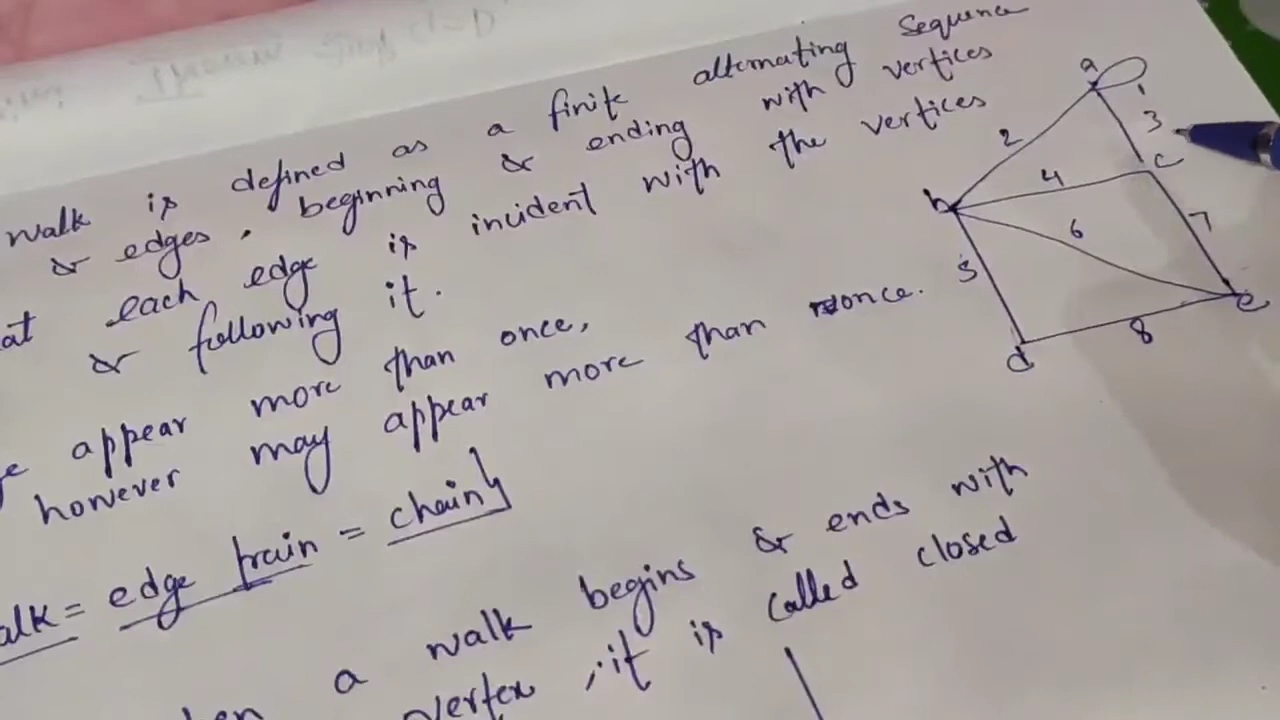 walk is defined as a finite alternating sequence
& edges, beginning & ending with vertices
at each edge is incident with the vertices
& following it.
appear more than once,
however may appear more than nonce.
alk = edge train = chain
a walk begins & ends with
vertex, it is called closed
a
1
2
3
c
4
b
6
7
5
e
8
d